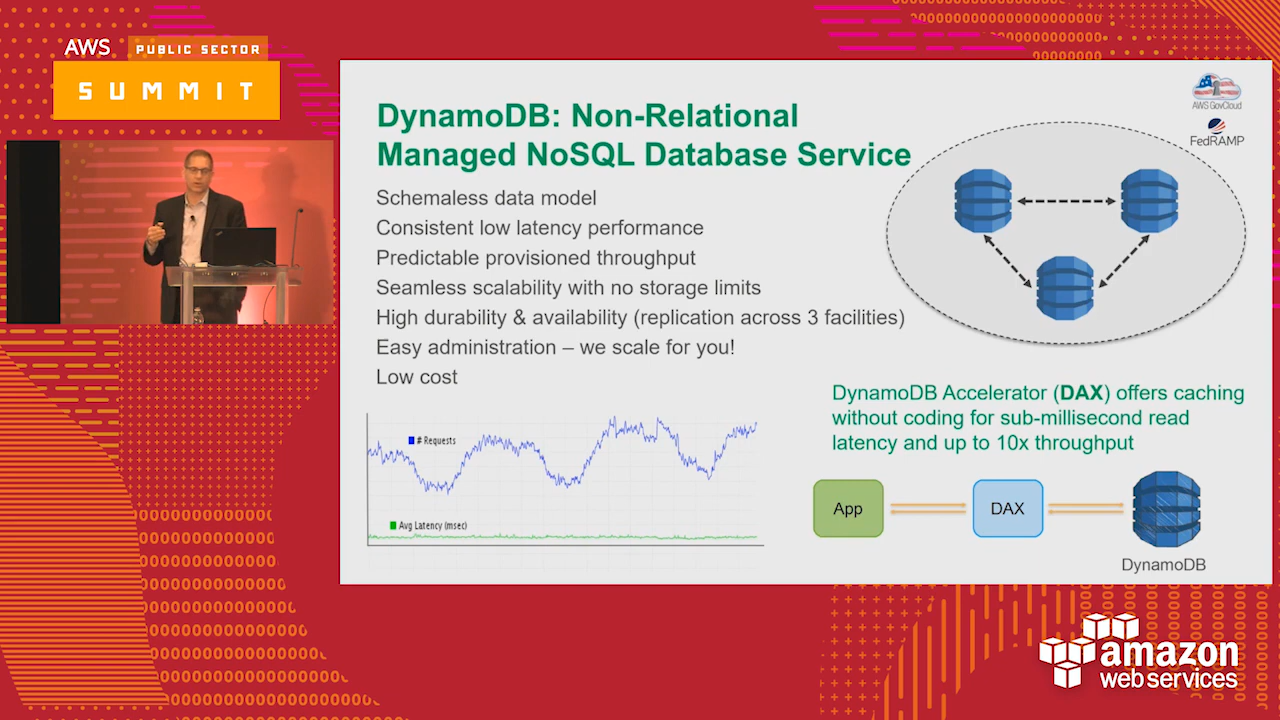 AWS PUBLIC SECTOR
SUMMIT
AWS GovCloud
FedRAMP
DynamoDB: Non-Relational
Managed NoSQL Database Service
Schemaless data model
Consistent low latency performance
Predictable provisioned throughput
Seamless scalability with no storage limits
High durability & availability (replication across 3 facilities)
Easy administration – we scale for you!
Low cost
# Requests
Avg Latency (msec)
DynamoDB Accelerator (DAX) offers caching
without coding for sub-millisecond read
latency and up to 10x throughput
App
DAX
DynamoDB
amazon
web services